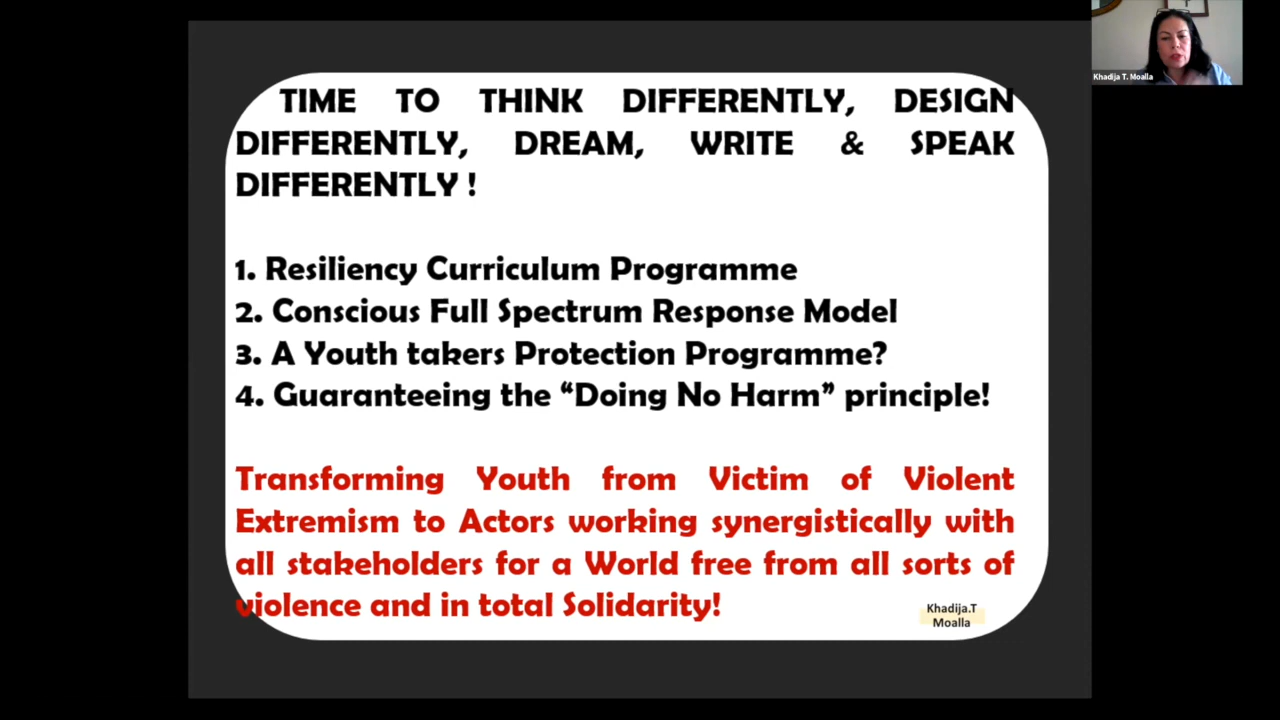 Khadija T. Moalla
TIME TO THINK DIFFERENTLY, DESIGN
DIFFERENTLY, DREAM, WRITE & SPEAK
DIFFERENTLY !
1. Resiliency Curriculum Programme
2. Conscious Full Spectrum Response Model
3. A Youth takers Protection Programme?
4. Guaranteeing the “Doing No Harm” principle!
Transforming Youth from Victim of Violent
Extremism to Actors working synergistically with
all stakeholders for a World free from all sorts of
violence and in total Solidarity!
Khadija.T
Moalla